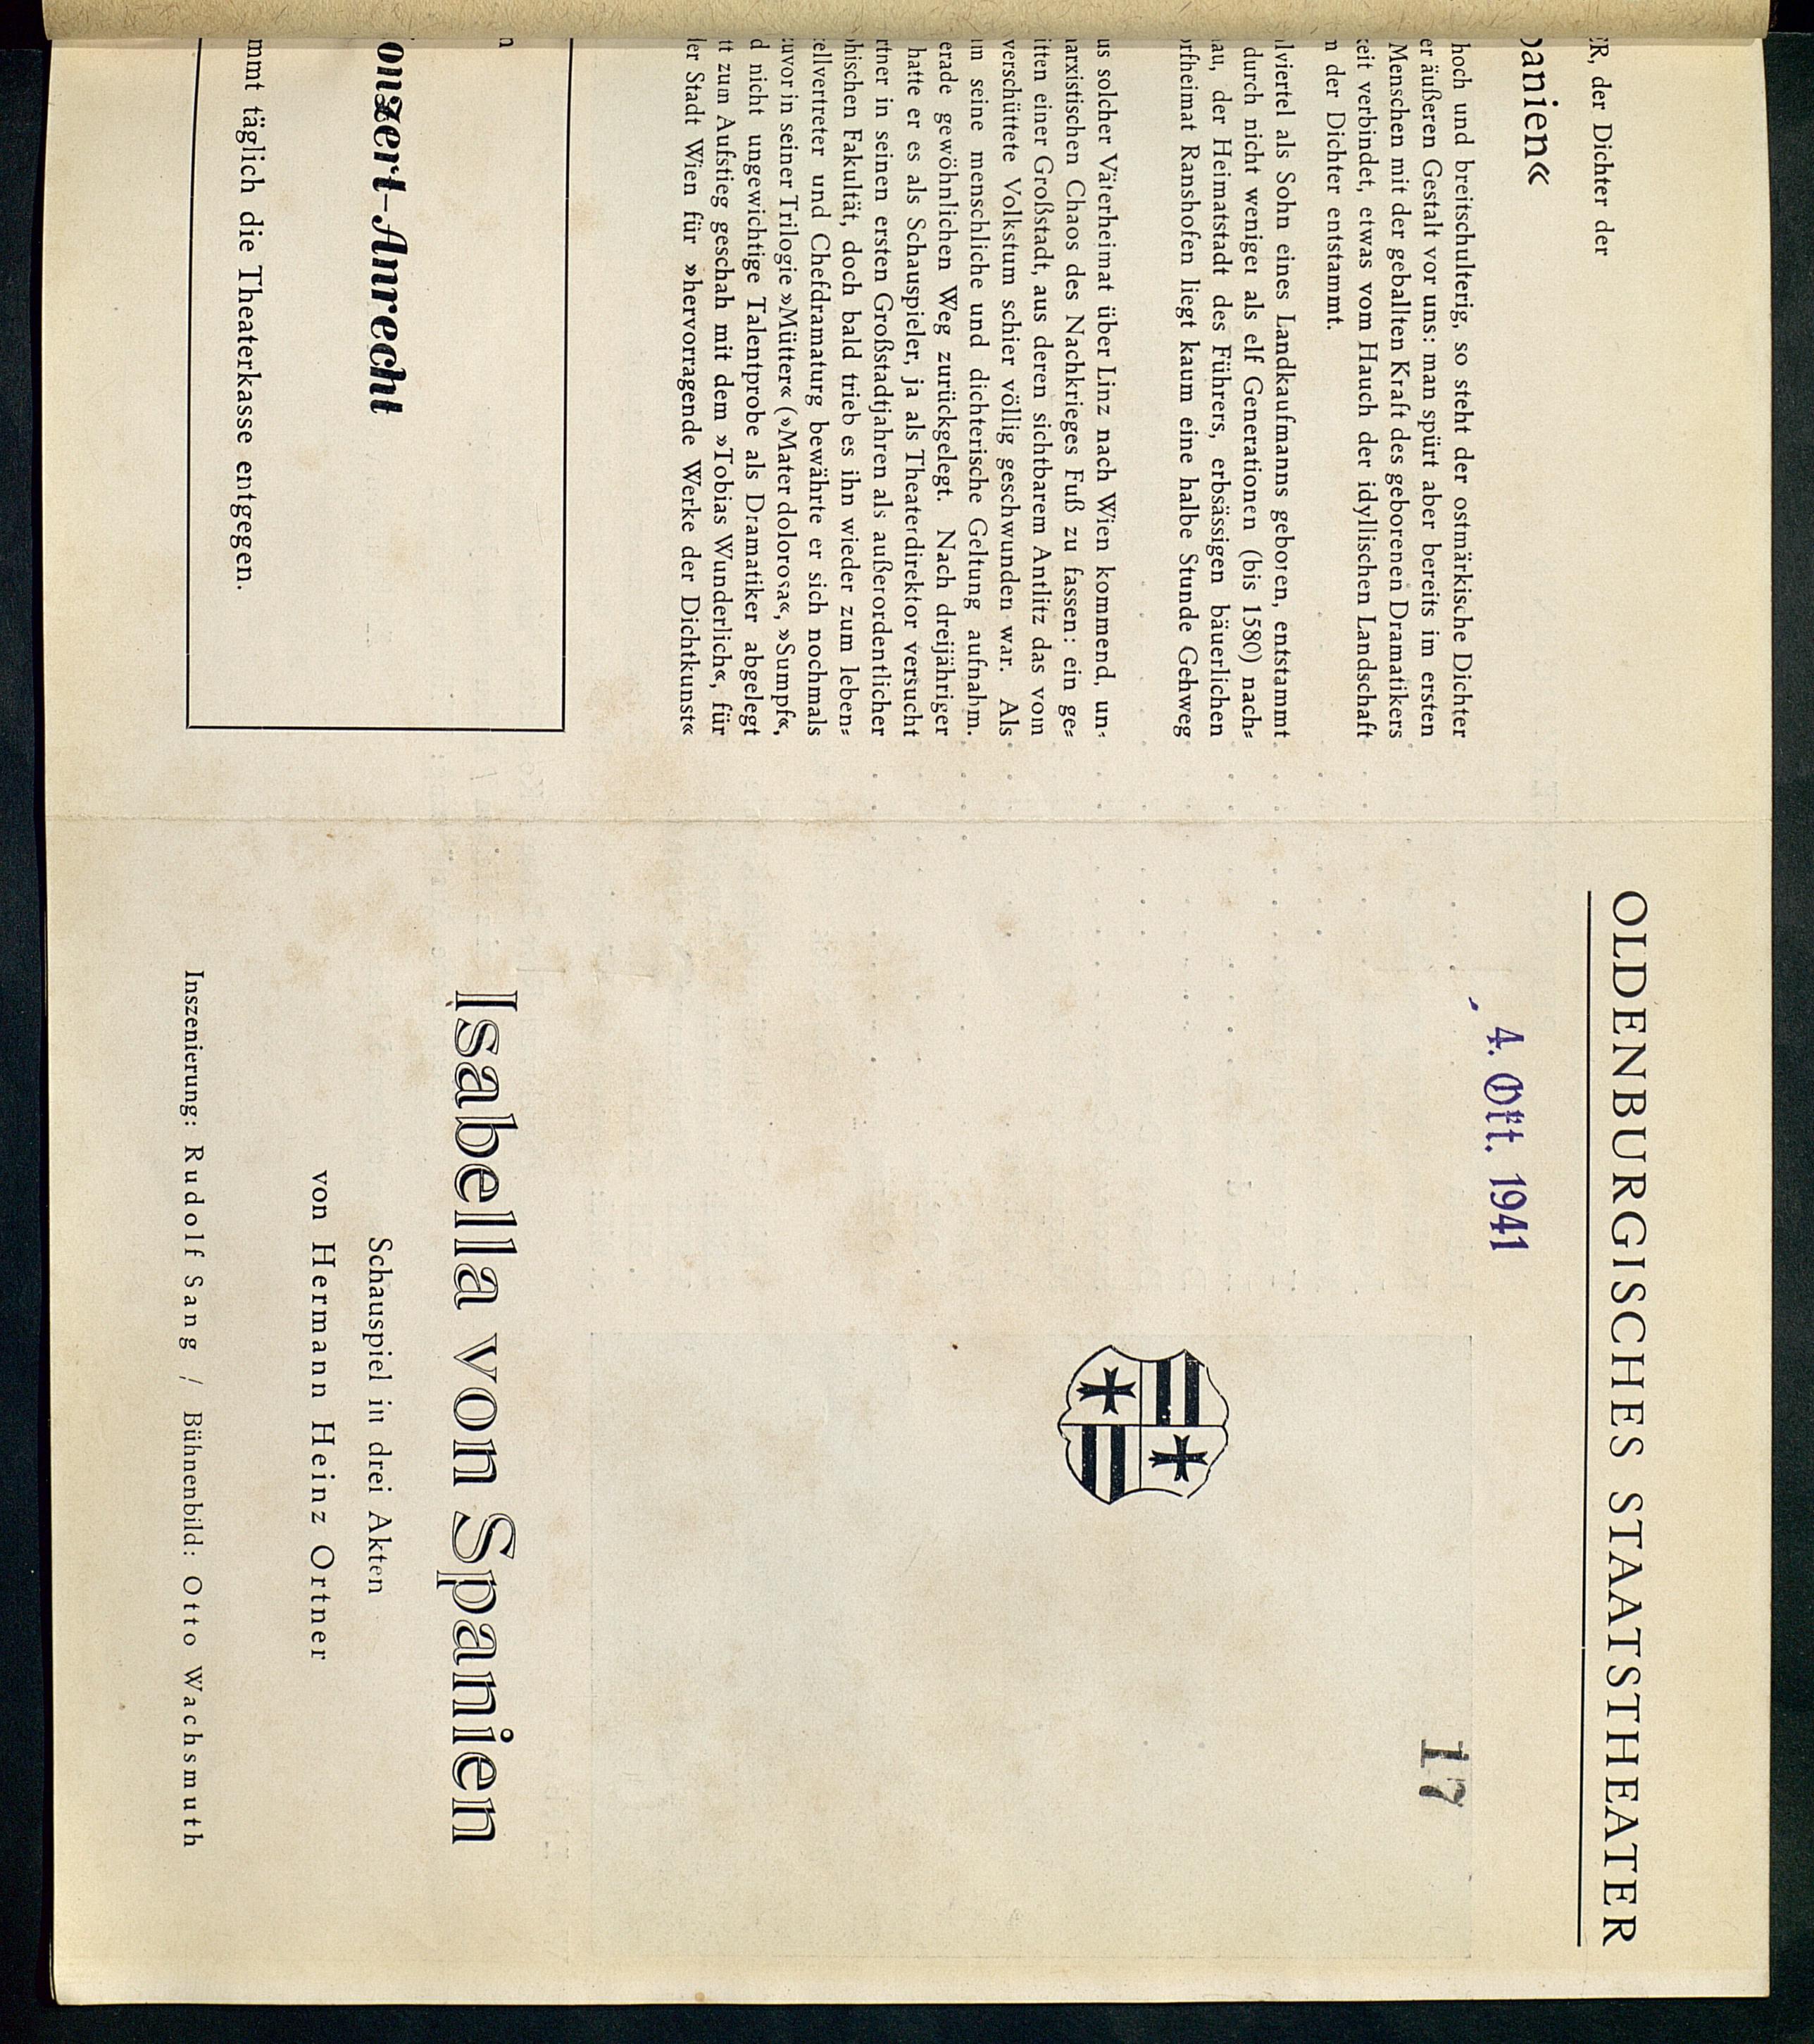 ER, der Dichter der
panien«
hoch und breitschulterig, so steht der ostmärkische Dichter
er äußeren Gestalt vor uns: man spürt aber bereits im ersten
Menschen mit der geballten Kraft des geborenen Dramatikers
keit verbindet, etwas vom Hauch der idyllischen Landschaft
n der Dichter entstammt.
lviertel als Sohn eines Landkaufmanns geboren, entstammt
durch nicht weniger als elf Generationen (bis 1580) nach-
au, der Heimatstadt des Führers, erbsässigen bäuerlichen
orfheimat Ranshofen liegt kaum eine halbe Stunde Gehweg
us solcher Väterheimat über Linz nach Wien kommend, un-
narxistischen Chaos des Nachkrieges Fuß zu fassen: ein ge-
itten einer Großstadt, aus deren sichtbarem Antlitz das vom
verschüttete Volkstum schier völlig geschwunden war. Als
m seine menschliche und dichterische Geltung aufnahm.
erade gewöhnlichen Weg zurückgelegt. Nach dreijähriger
hatte er es als Schauspieler, ja als Theaterdirektor versucht
rtner in seinen ersten Großstadtjahren als außerordentlicher
phischen Fakultät, doch bald trieb es ihn wieder zum leben-
ellvertreter und Chefdramaturg bewährte er sich nochmals
zuvor in seiner Trilogie »Mütter« (»Mater dolorosa«, »Sumpf«,
d nicht ungewichtige Talentprobe als Dramatiker abgelegt
tt zum Aufstieg geschah mit dem »Tobias Wunderlich«, für
der Stadt Wien für »hervorragende Werke der Dichtkunst«
n
onzert-Anrecht
mmt täglich die Theaterkasse entgegen.
OLDENBURGISCHES STAATSTHEATER
4. Okt. 1941
17
Isabella von Spanien
Schauspiel in drei Akten
von Hermann Heinz Ortner
Inszenierung: Rudolf Sang / Bühnenbild: Otto Wachsmuth